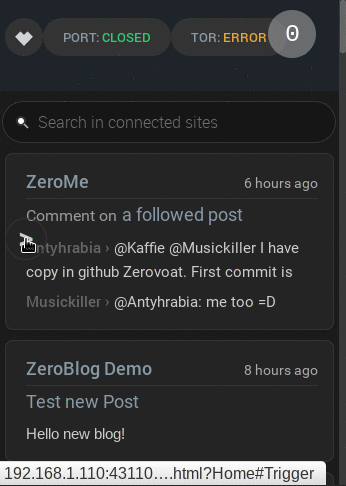 PORT: CLOSED
TOR: ERROR
0
Search in connected sites
ZeroMe
6 hours ago
Comment on a followed post
Antyhrabia › @Kaffie @Musickiller I have
copy in github Zerovoat. First commit is
Musickiller › @Antyhrabia: me too =D
ZeroBlog Demo
8 hours ago
Test new Post
Hello new blog!
192.168.1.110:43110….html?Home#Trigger